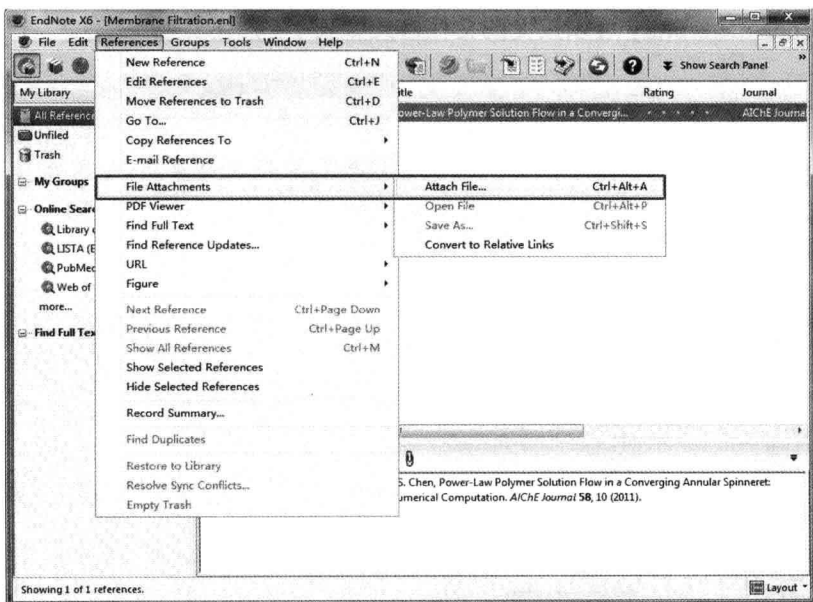 EndNote X6 - [Membrane Filtration.enl]
File Edit References Groups Tools Window Help
Show Search Panel
My Library
All Reference
Unfiled
Trash
My Groups
Online Sear
Library
LISTA (E
PubMed
Web of
more...
Find Full Tex
New Reference Ctrl+N
Edit References Ctrl+E
Move References to Trash Ctrl+D
Go To... Ctrl+J
Copy References To
E-mail Reference
File Attachments
PDF Viewer
Find Full Text
Find Reference Updates...
URL
Figure
Next Reference Ctrl+Page Down
Previous Reference Ctrl+Page Up
Show All References Ctrl+M
Show Selected References
Hide Selected References
Record Summary...
Find Duplicates
Restore to Library
Resolve Sync Conflicts...
Empty Trash
Attach File... Ctrl+Alt+A
Open File Ctrl+Alt+P
Save As... Ctrl+Shift+S
Convert to Relative Links
itle Rating Journal
ower-Law Polymer Solution Flow in a Convergi... AIChE Journa
S. Chen, Power-Law Polymer Solution Flow in a Converging Annular Spinneret:
umerical Computation. AIChE Journal 58, 10 (2011).
Showing 1 of 1 references.
Layout